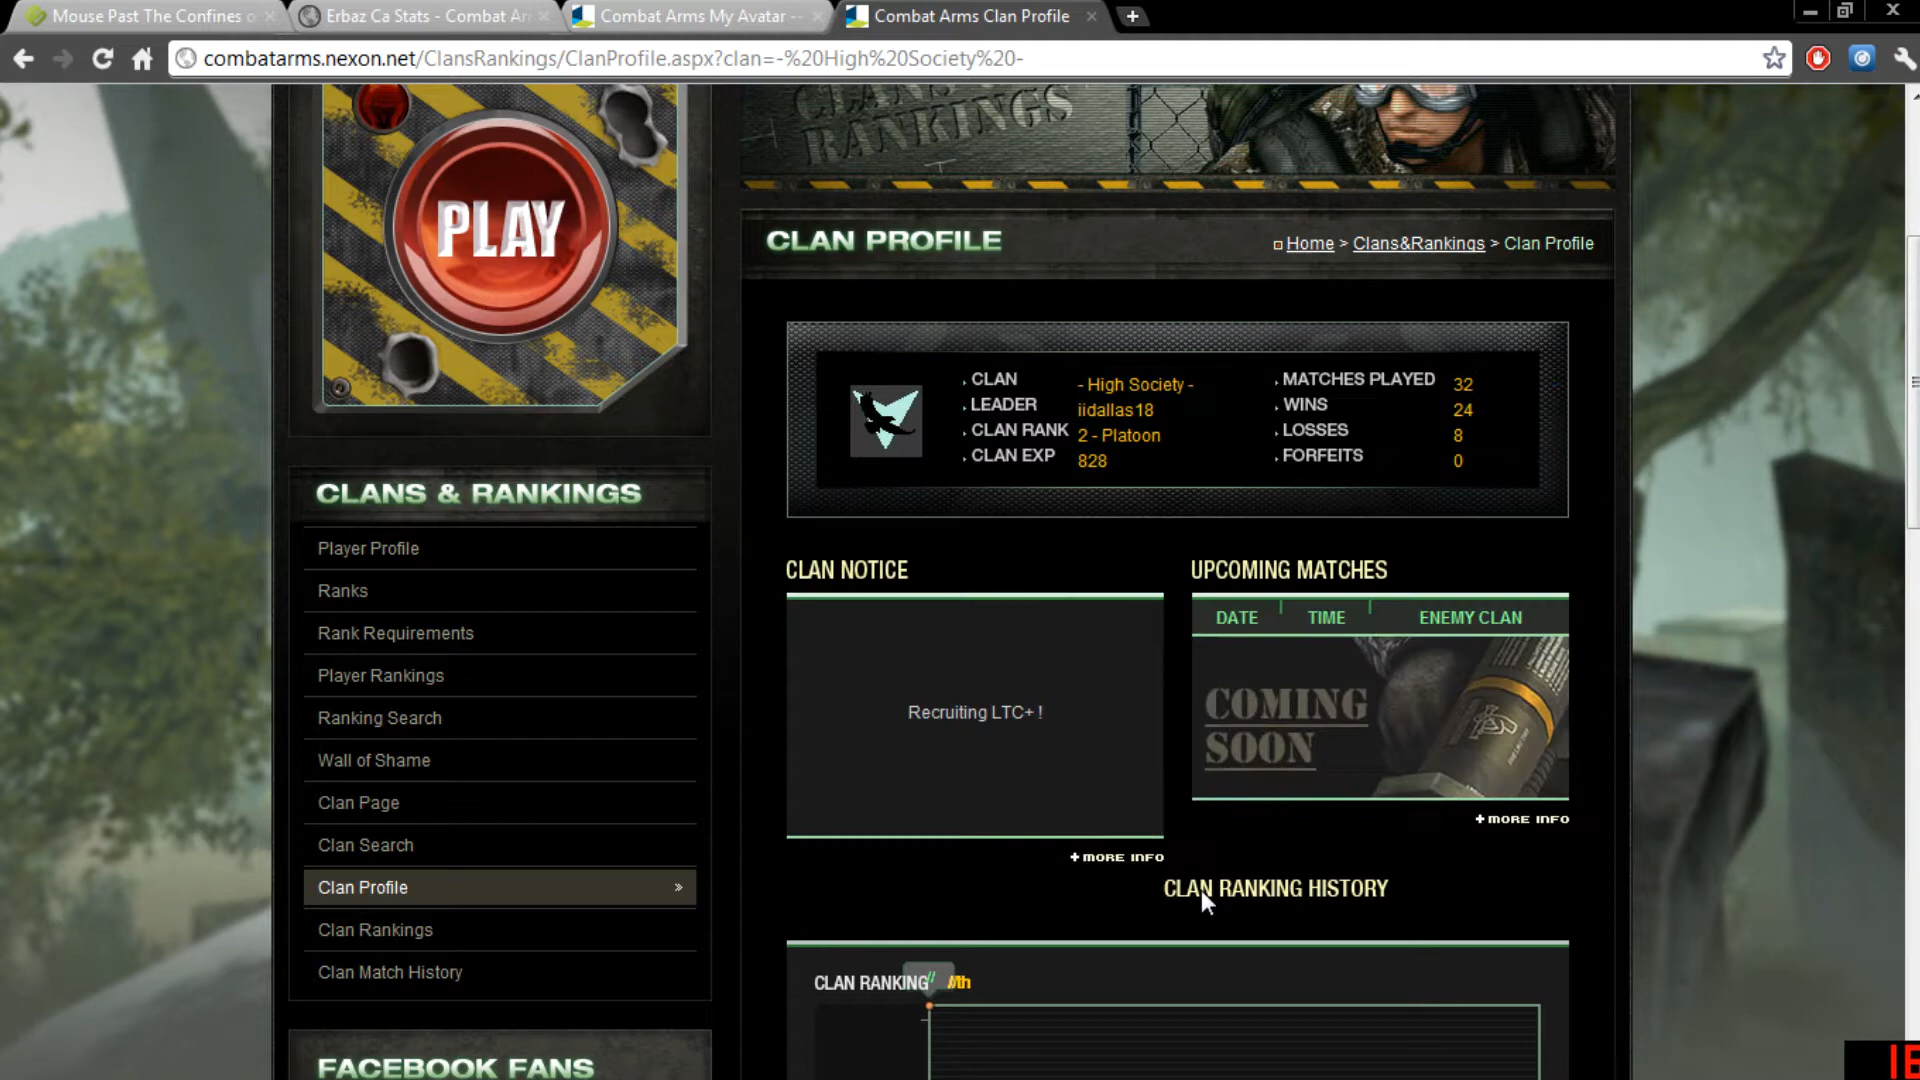 Mouse Past The Confines o
Erbaz Ca Stats - Combat Ar
Combat Arms My Avatar --
Combat Arms Clan Profile
combatarms.nexon.net/ClansRankings/ClanProfile.aspx?clan=-%20High%20Society%20-
CLANS &
RANKINGS
PLAY
CLAN PROFILE
Home > Clans&Rankings > Clan Profile
CLAN - High Society -
LEADER iidallas18
CLAN RANK 2 - Platoon
CLAN EXP 828
MATCHES PLAYED 32
WINS 24
LOSSES 8
FORFEITS 0
CLANS & RANKINGS
Player Profile
Ranks
Rank Requirements
Player Rankings
Ranking Search
Wall of Shame
Clan Page
Clan Search
Clan Profile »
Clan Rankings
Clan Match History
FACEBOOK FANS
CLAN NOTICE
Recruiting LTC+ !
+MORE INFO
UPCOMING MATCHES
DATE TIME ENEMY CLAN
COMING
SOON
+MORE INFO
CLAN RANKING HISTORY
CLAN RANKING